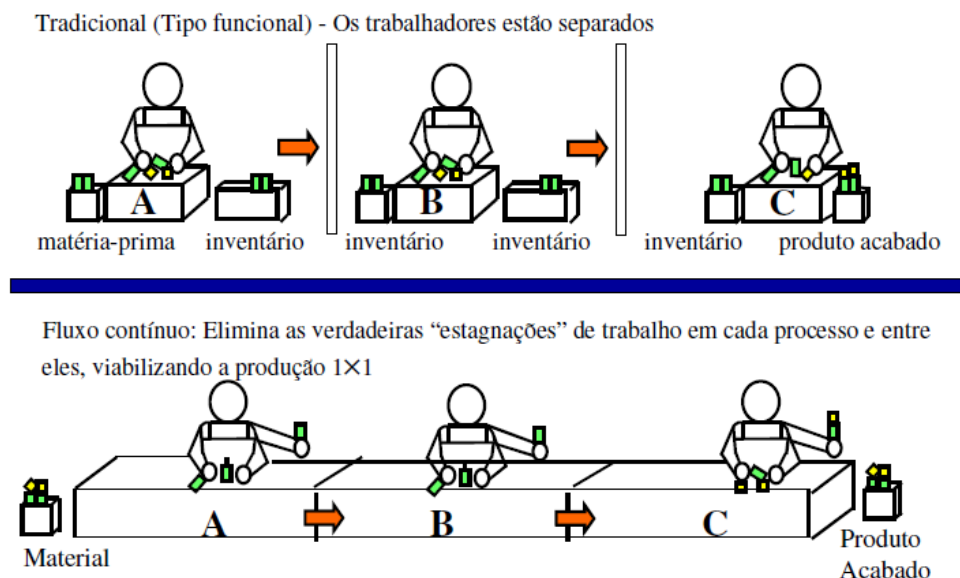 Tradicional (Tipo funcional) - Os trabalhadores estão separados
A
B
C
matéria-prima
inventário
inventário
inventário
inventário
produto acabado
Fluxo contínuo: Elimina as verdadeiras “estagnações” de trabalho em cada processo e entre
eles, viabilizando a produção 1×1
A
B
C
Material
Produto
Acabado